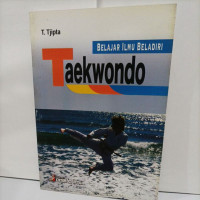 T. Tjipta
BELAJAR ILMU BELADIRI
Taekwondo